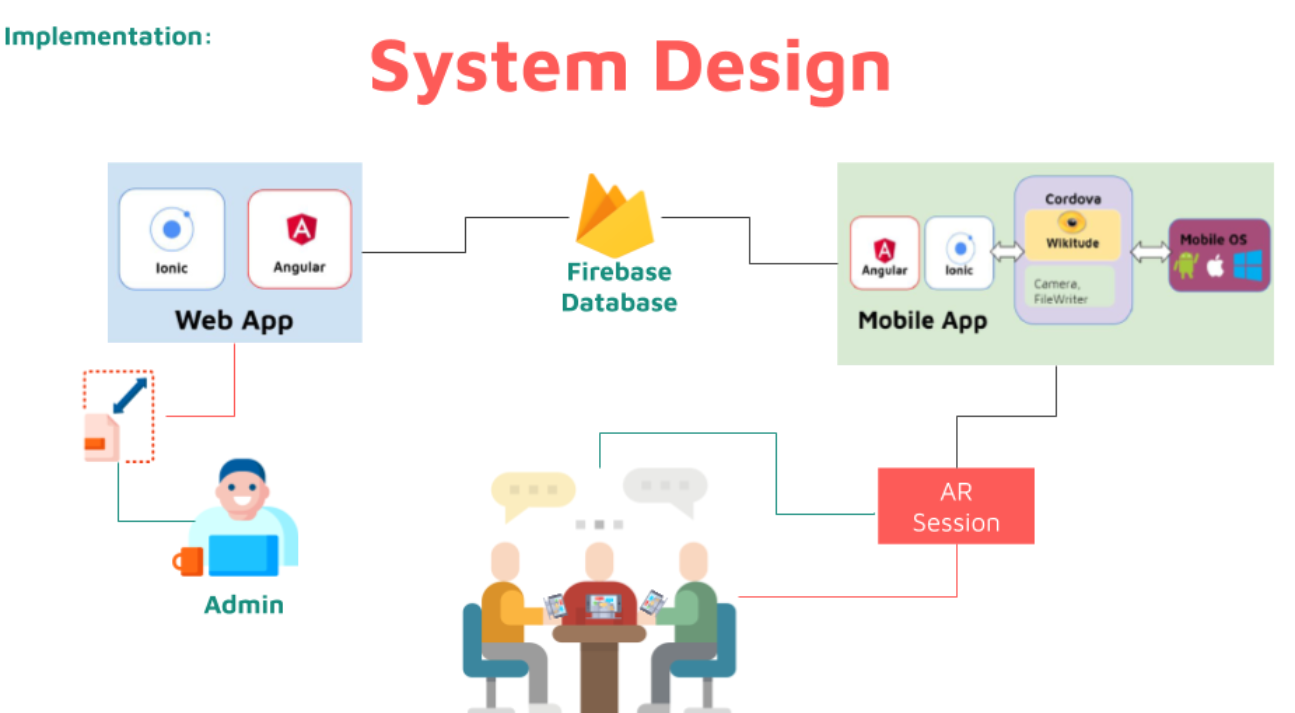 Implementation:
System Design
Ionic
A
Angular
Web App
Firebase
Database
A
Angular
Ionic
Mobile App
Cordova
Wikitude
Camera,
FileWriter
Mobile OS
Admin
AR
Session